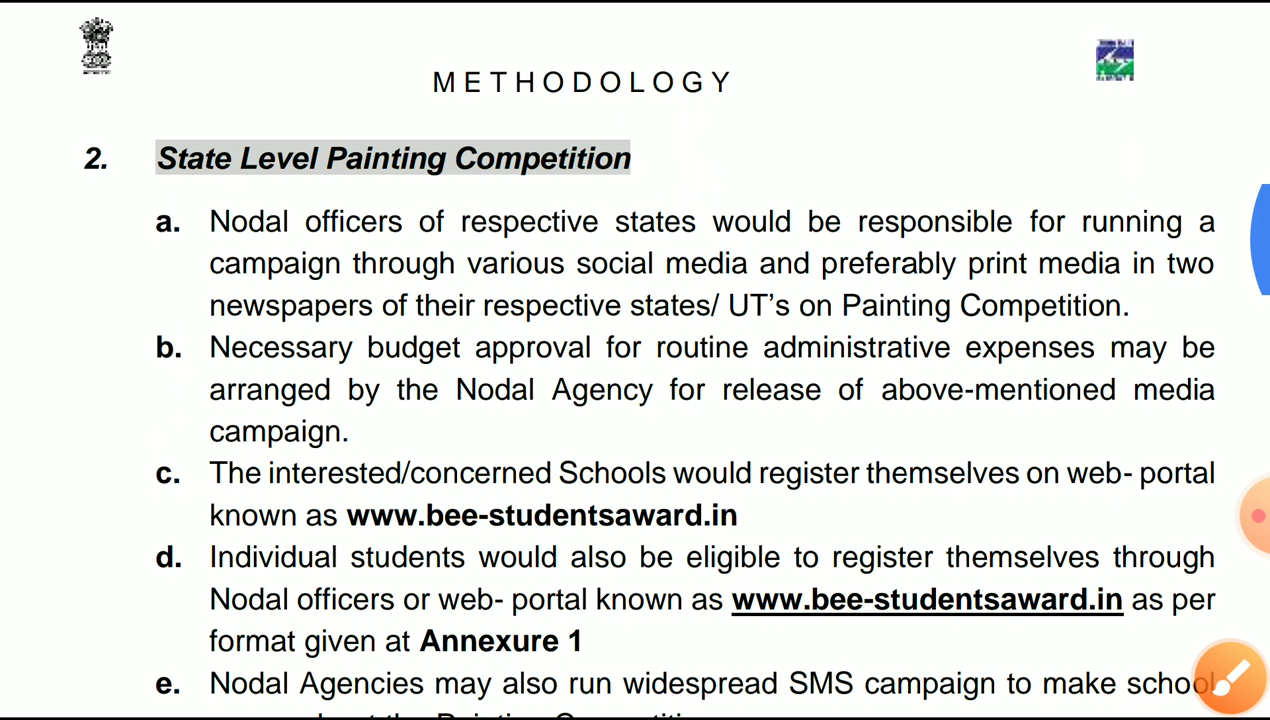 METHODOLOGY
2. State Level Painting Competition
a. Nodal officers of respective states would be responsible for running a
campaign through various social media and preferably print media in two
newspapers of their respective states/ UT's on Painting Competition.
b. Necessary budget approval for routine administrative expenses may be
arranged by the Nodal Agency for release of above-mentioned media
campaign.
c. The interested/concerned Schools would register themselves on web- portal
known as www.bee-studentsaward.in
d. Individual students would also be eligible to register themselves through
Nodal officers or web- portal known as www.bee-studentsaward.in as per
format given at Annexure 1
e. Nodal Agencies may also run widespread SMS campaign to make school